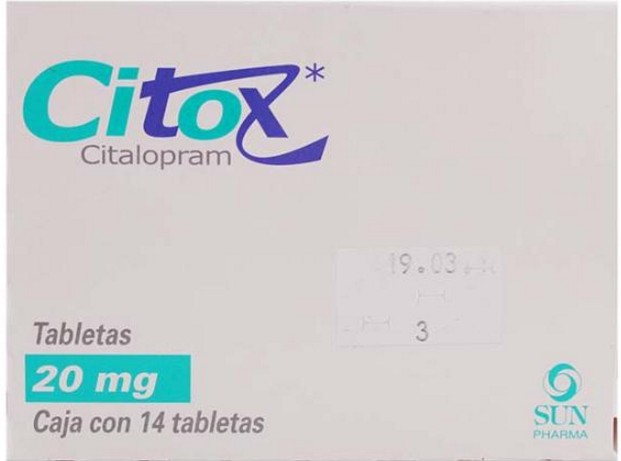 Citox*
Citalopram
19.03.
3
Tabletas
20 mg
Caja con 14 tabletas
SUN
PHARMA